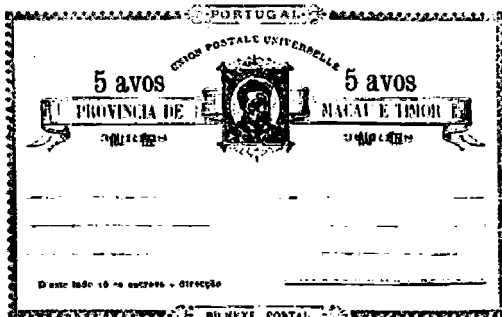 PORTUGAL
UNION POSTALE UNIVERSELLE
5 avos 5 avos
PROVINCIA DE MACAU E TIMOR
D'este lado só se escreve a direcção
BILHETE POSTAL